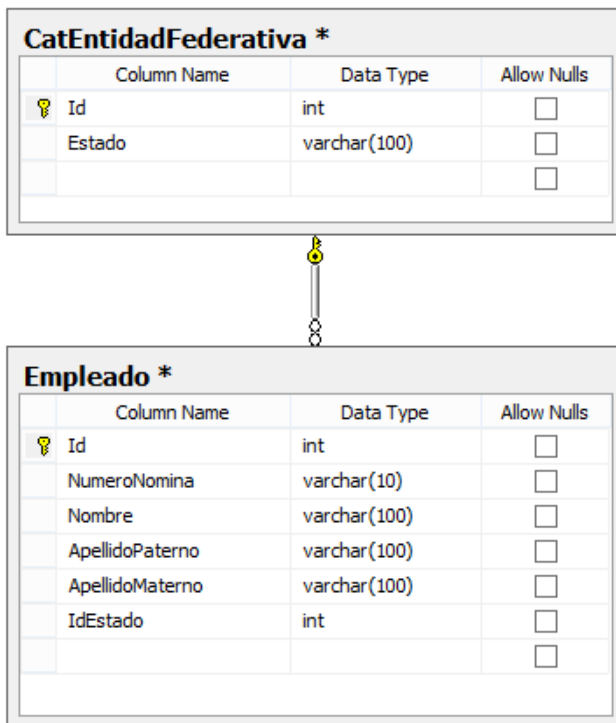 CatEntidadFederativa *
Column Name Data Type Allow Nulls
Id int
Estado varchar(100)
Empleado *
Column Name Data Type Allow Nulls
Id int
NumeroNomina varchar(10)
Nombre varchar(100)
ApellidoPaterno varchar(100)
ApellidoMaterno varchar(100)
IdEstado int